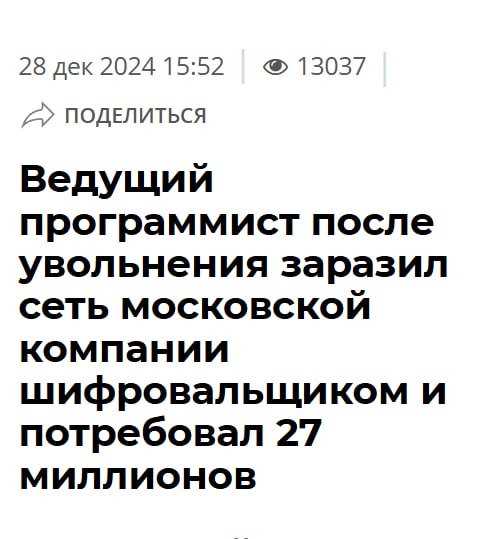 28 дек 2024 15:52 13037
ПОДЕЛИТЬСЯ
Ведущий
программист после
увольнения заразил
сеть московской
компании
шифровальщиком и
потребовал 27
миллионов